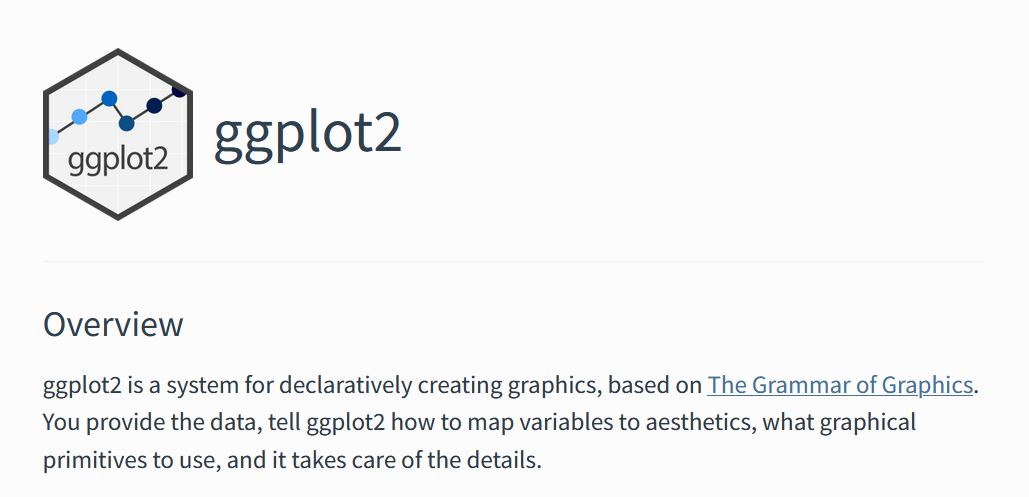 ggplot2
ggplot2
Overview
ggplot2 is a system for declaratively creating graphics, based on The Grammar of Graphics.
You provide the data, tell ggplot2 how to map variables to aesthetics, what graphical
primitives to use, and it takes care of the details.